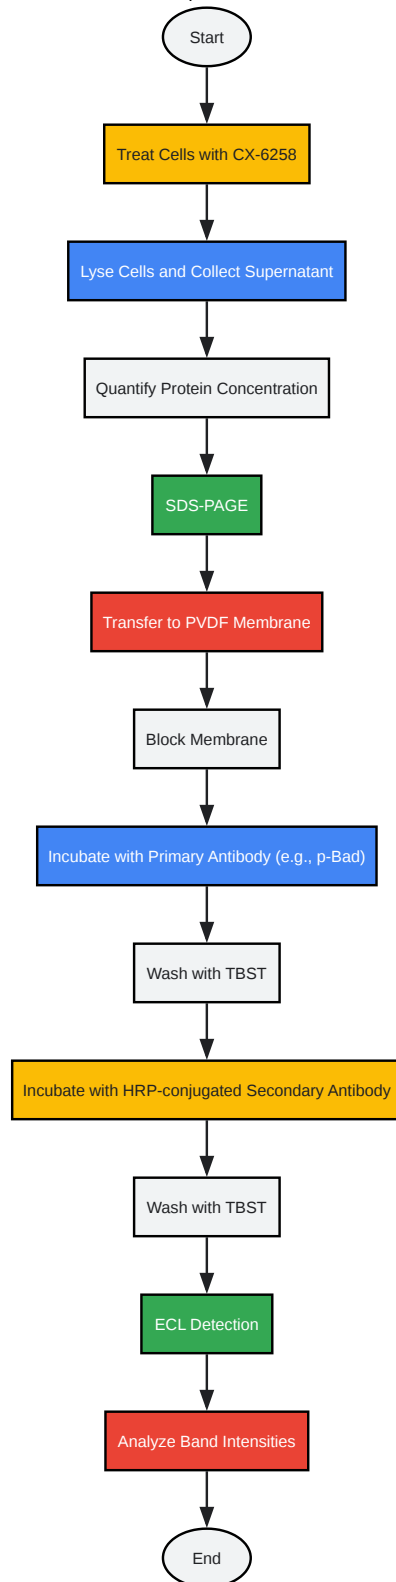 Start
Treat Cells with CX-6258
Lyse Cells and Collect Supernatant
Quantify Protein Concentration
SDS-PAGE
Transfer to PVDF Membrane
Block Membrane
Incubate with Primary Antibody (e.g., p-Bad)
Wash with TBST
Incubate with HRP-conjugated Secondary Antibody
Wash with TBST
ECL Detection
Analyze Band Intensities
End